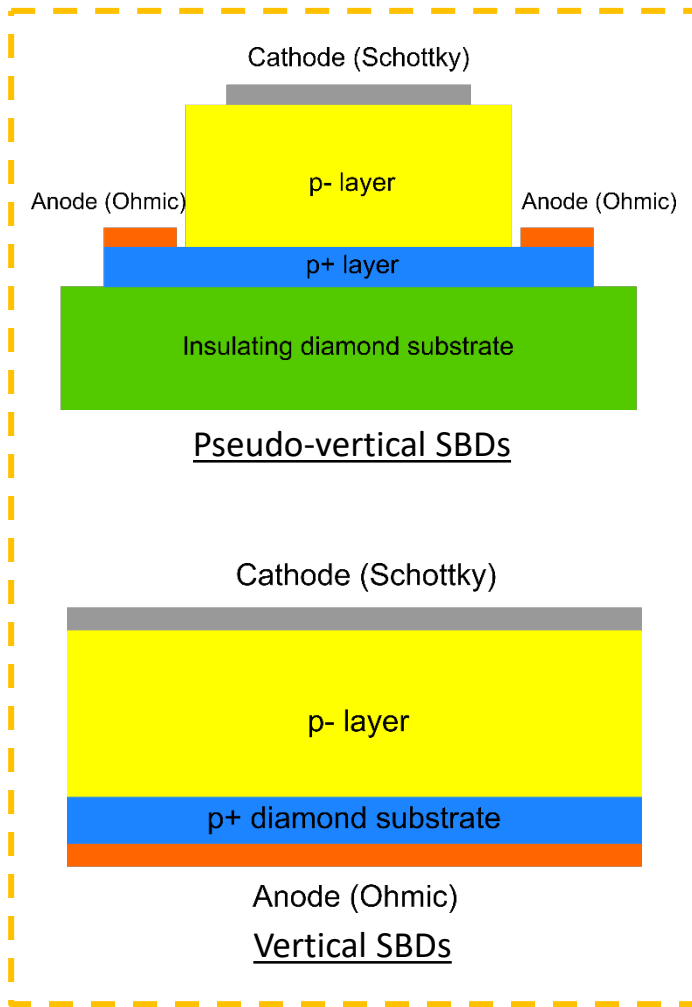 Cathode (Schottky)
p- layer
Anode (Ohmic)
Anode (Ohmic)
p+ layer
Insulating diamond substrate
Pseudo-vertical SBDs
Cathode (Schottky)
p- layer
p+ diamond substrate
Anode (Ohmic)
Vertical SBDs